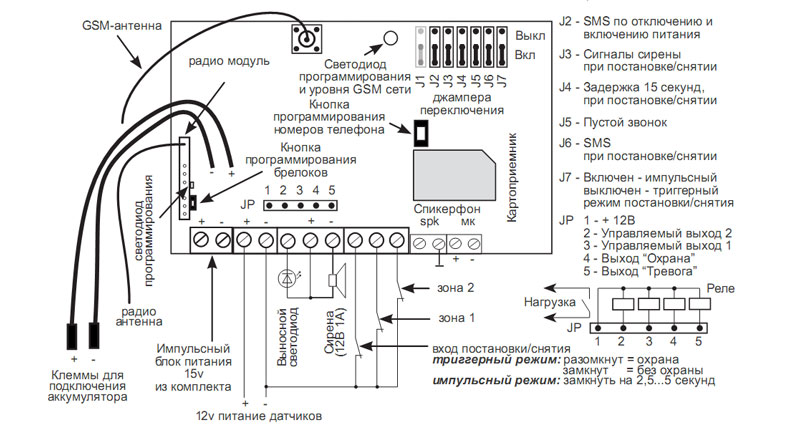 GSM-антенна
радио модуль
Светодиод
программирования
и уровня GSM сети
Кнопка
программирования
номеров телефона
Кнопка
программирования
брелоков
Выкл
Вкл
J1 J2 J3 J4 J5 J6 J7
джампера
переключения
Картоприемник
- +
светодиод
программирования
1 2 3 4 5
JP
+ - + - + -
Спикерфон
spk мк
+ -
радио
антенна
+ -
Клеммы для
подключения
аккумулятора
Импульсный
блок питания
15v
из комплекта
+ -
12v питание датчиков
Выносной
светодиод
Сирена
(12В 1А)
зона 2
зона 1
вход постановки/снятия
триггерный режим: разомкнут = охрана
замкнут = без охраны
импульсный режим: замкнуть на 2,5...5 секунд
J2 - SMS по отключению и
включению питания
J3 - Сигналы сирены
при постановке/снятии
J4 - Задержка 15 секунд,
при постановке/снятии
J5 - Пустой звонок
J6 - SMS
при постановке/снятии
J7 - Включен - импульсный
выключен - триггерный
режим постановки/снятия
JP 1 - + 12В
2 - Управляемый выход 2
3 - Управляемый выход 1
4 - Выход “Охрана”
5 - Выход “Тревога”
Реле
Нагрузка
JP
1 2 3 4 5